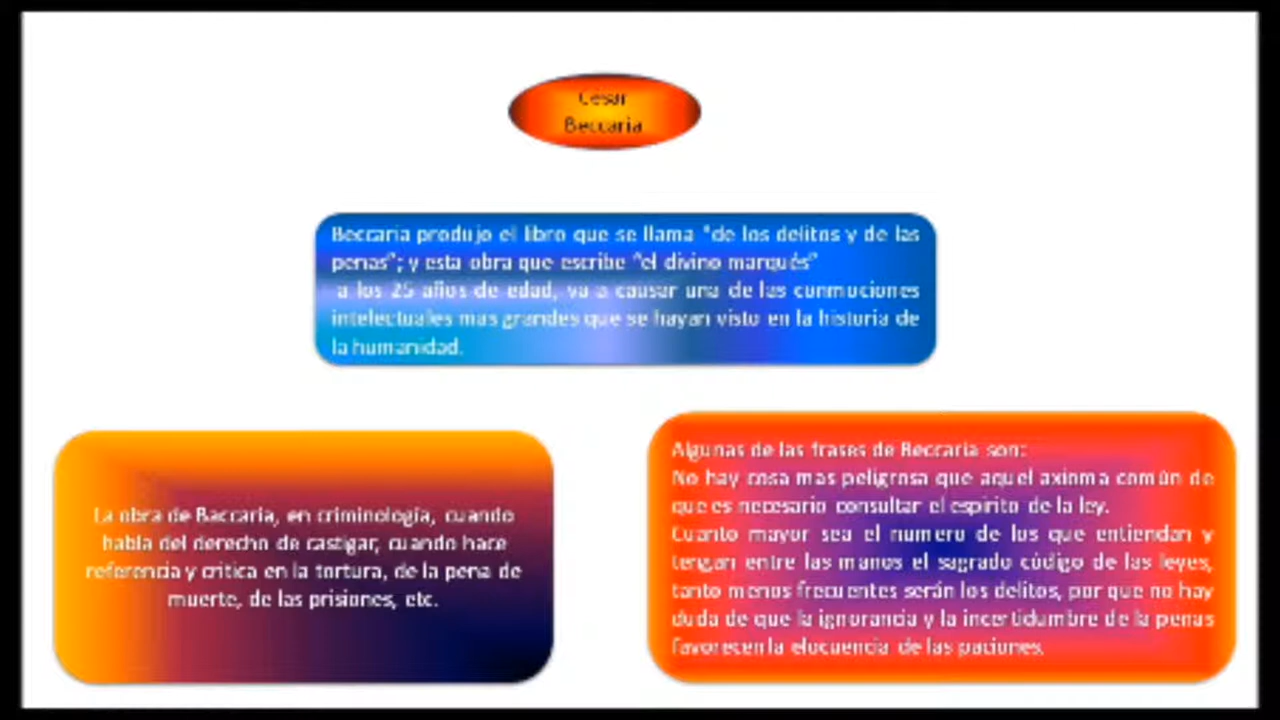 Cesar
Beccaria
Beccaria produjo el libro que se llama "de los delitos y de las
penas"; y esta obra que escribe "el divino marqués"
a los 25 años de edad, va a causar una de las conmociones
intelectuales mas grandes que se hayan visto en la historia de
la humanidad.
La obra de Baccaria, en criminología, cuando
habla del derecho de castigar, cuando hace
referencia y critica en la tortura, de la pena de
muerte, de las prisiones, etc.
Algunas de las frases de Beccaria son:
No hay cosa mas peligrosa que aquel axioma común de
que es necesario consultar el espirito de la ley.
Cuanto mayor sea el numero de los que entiendan y
tengan entre las manos el sagrado código de las leyes,
tanto menos frecuentes serán los delitos, por que no hay
duda de que la ignorancia y la incertidumbre de la penas
favorecen la elocuencia de las paciones.